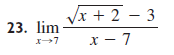 23. lim x→7 (√(x + 2) − 3)/(x − 7)